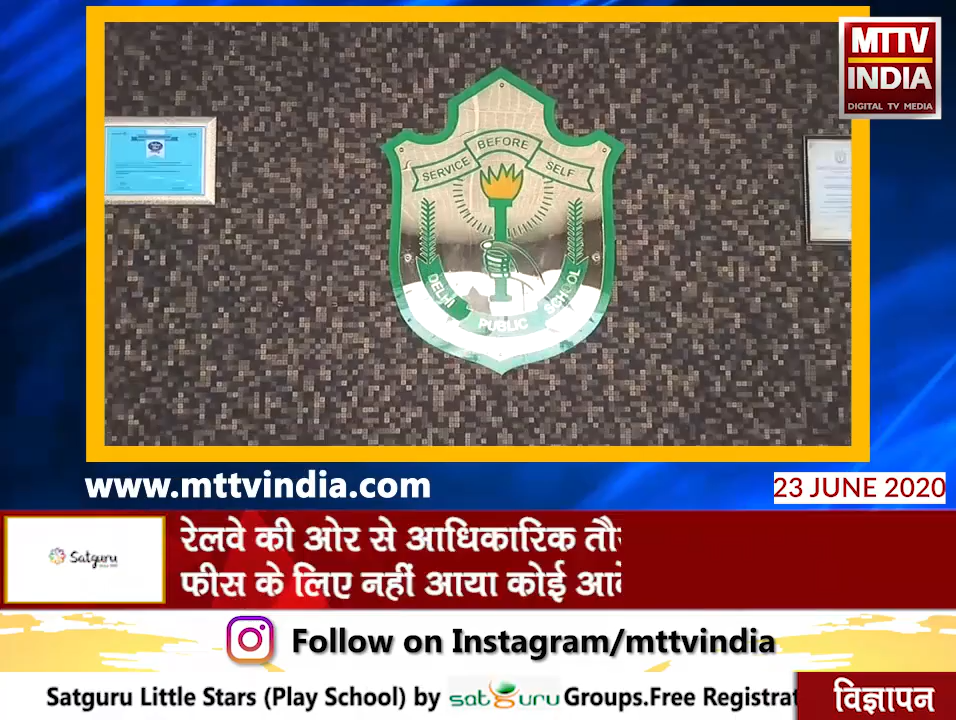 MTTV
INDIA
DIGITAL TV MEDIA
SERVICE BEFORE SELF
DELHI PUBLIC SCHOOL
www.mttvindia.com
23 JUNE 2020
Satguru
रेलवे की ओर से आधिकारिक
फीस के लिए नहीं आया कोई
Follow on Instagram/mttvindia
Satguru Little Stars (Play School) by satguru Groups.Free
विज्ञापन